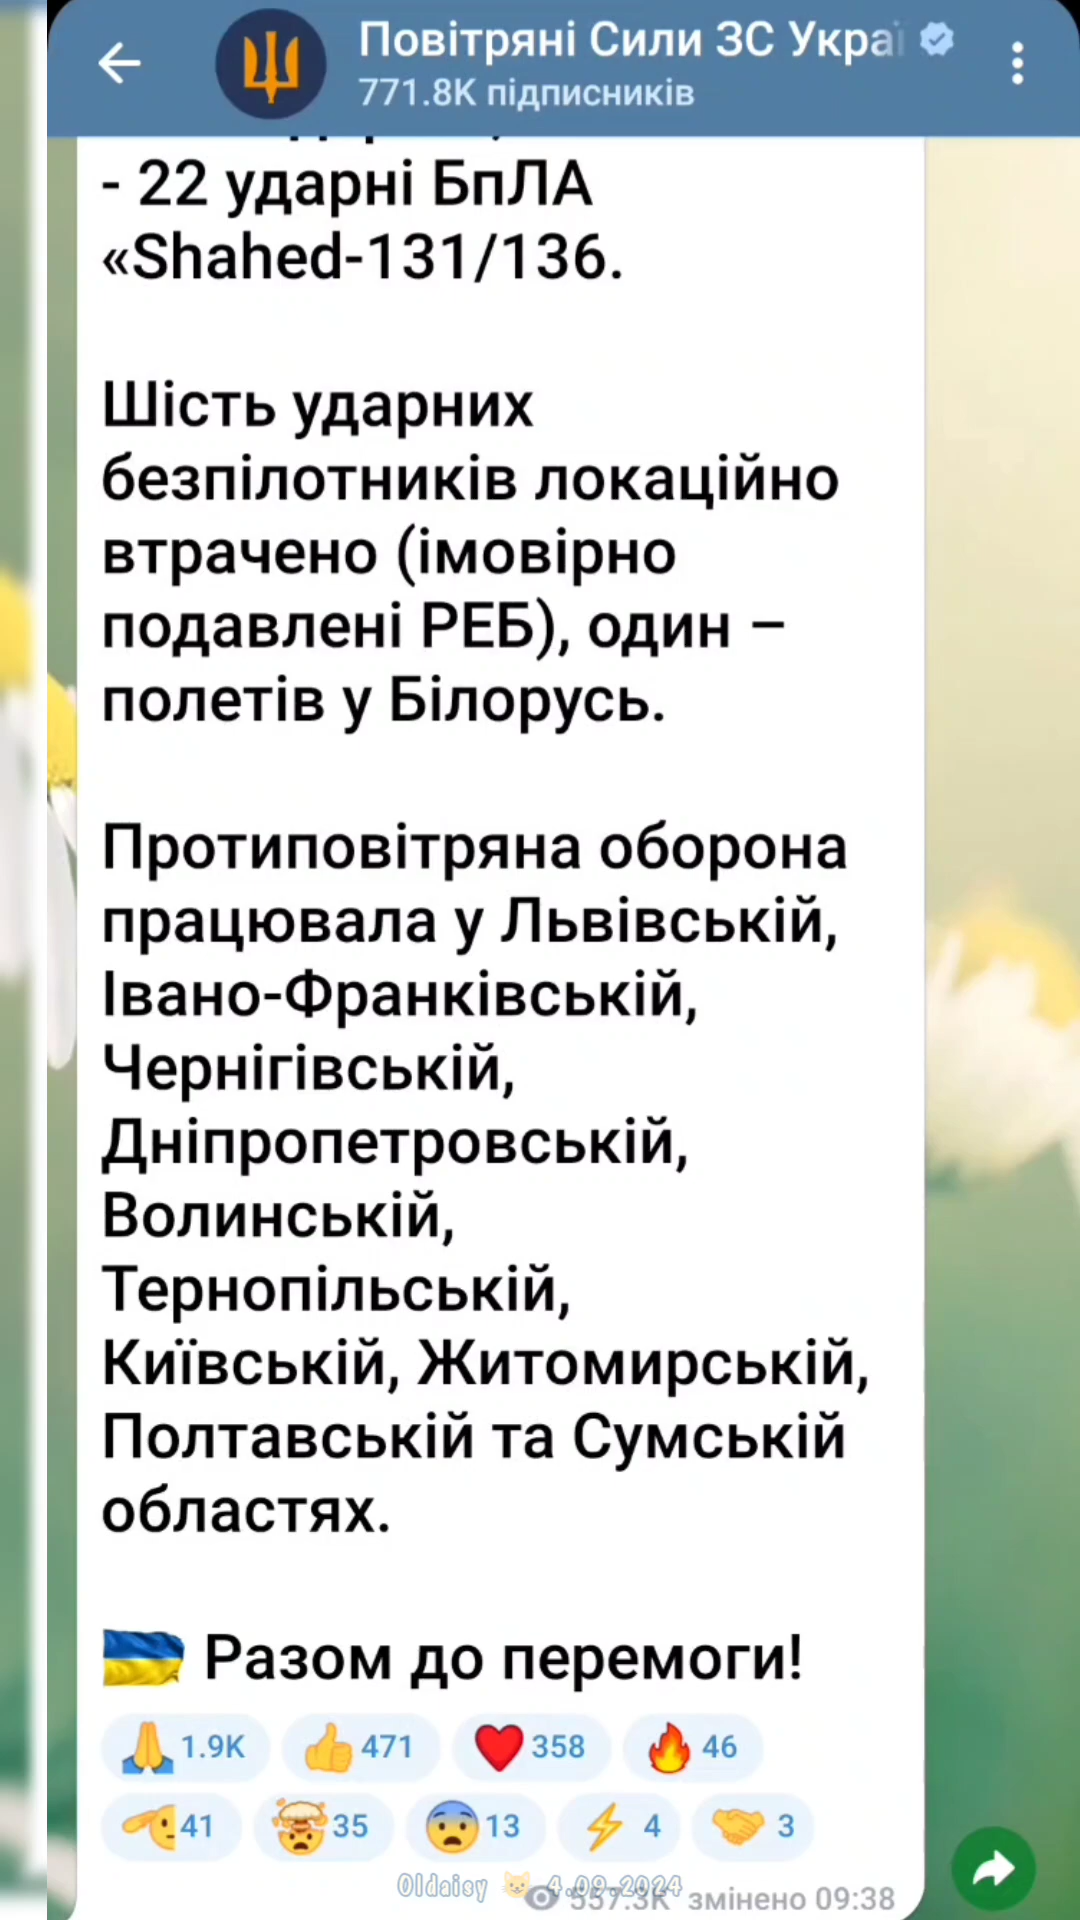 Повітряні Сили ЗС Украї
771.8K підписників
- 22 ударні БпЛА
«Shahed-131/136.
Шість ударних
безпілотників локаційно
втрачено (імовірно
подавлені РЕБ), один –
полетів у Білорусь.
Протиповітряна оборона
працювала у Львівській,
Івано-Франківській,
Чернігівській,
Дніпропетровській,
Волинській,
Тернопільській,
Київській, Житомирській,
Полтавській та Сумській
областях.
🇺🇦 Разом до перемоги!
🙏 1.9K 👍 471 ❤️ 358 🔥 46
🫡 41 🤯 35 😨 13 ⚡ 4 🤝 3
Oldaisy 😺 4.09.2024
557.3K змінено 09:38